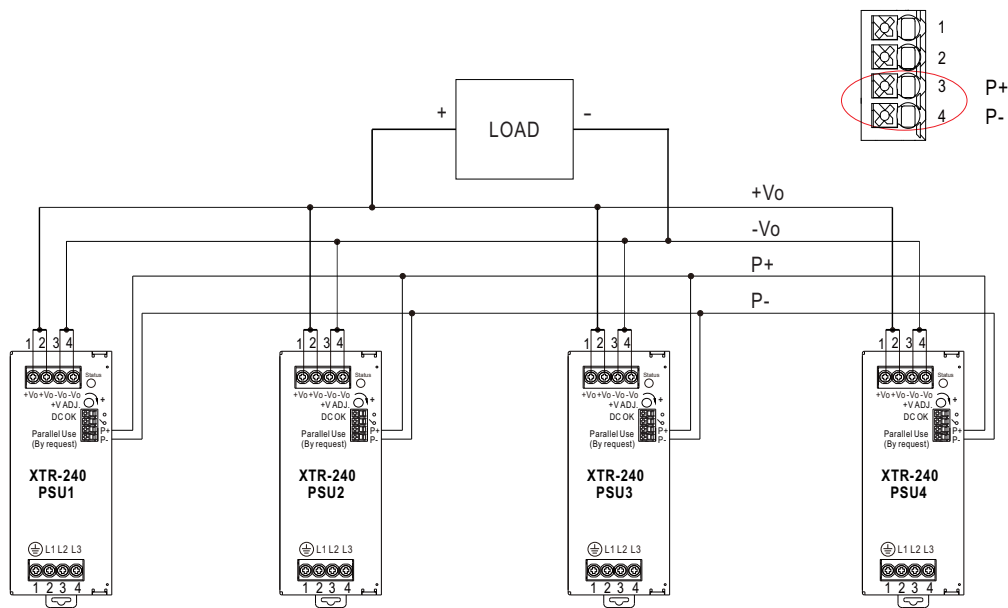 1
2
3 P+
4 P-
+ LOAD -
+Vo
-Vo
P+
P-
1 2 3 4
Status
+Vo +Vo -Vo -Vo
+V ADJ. +
DC OK
Parallel Use P+
(By request) P-
XTR-240
PSU1
L1 L2 L3
1 2 3 4
1 2 3 4
Status
+Vo +Vo -Vo -Vo
+V ADJ. +
DC OK
Parallel Use P+
(By request) P-
XTR-240
PSU2
L1 L2 L3
1 2 3 4
1 2 3 4
Status
+Vo +Vo -Vo -Vo
+V ADJ. +
DC OK
Parallel Use P+
(By request) P-
XTR-240
PSU3
L1 L2 L3
1 2 3 4
1 2 3 4
Status
+Vo +Vo -Vo -Vo
+V ADJ. +
DC OK
Parallel Use P+
(By request) P-
XTR-240
PSU4
L1 L2 L3
1 2 3 4